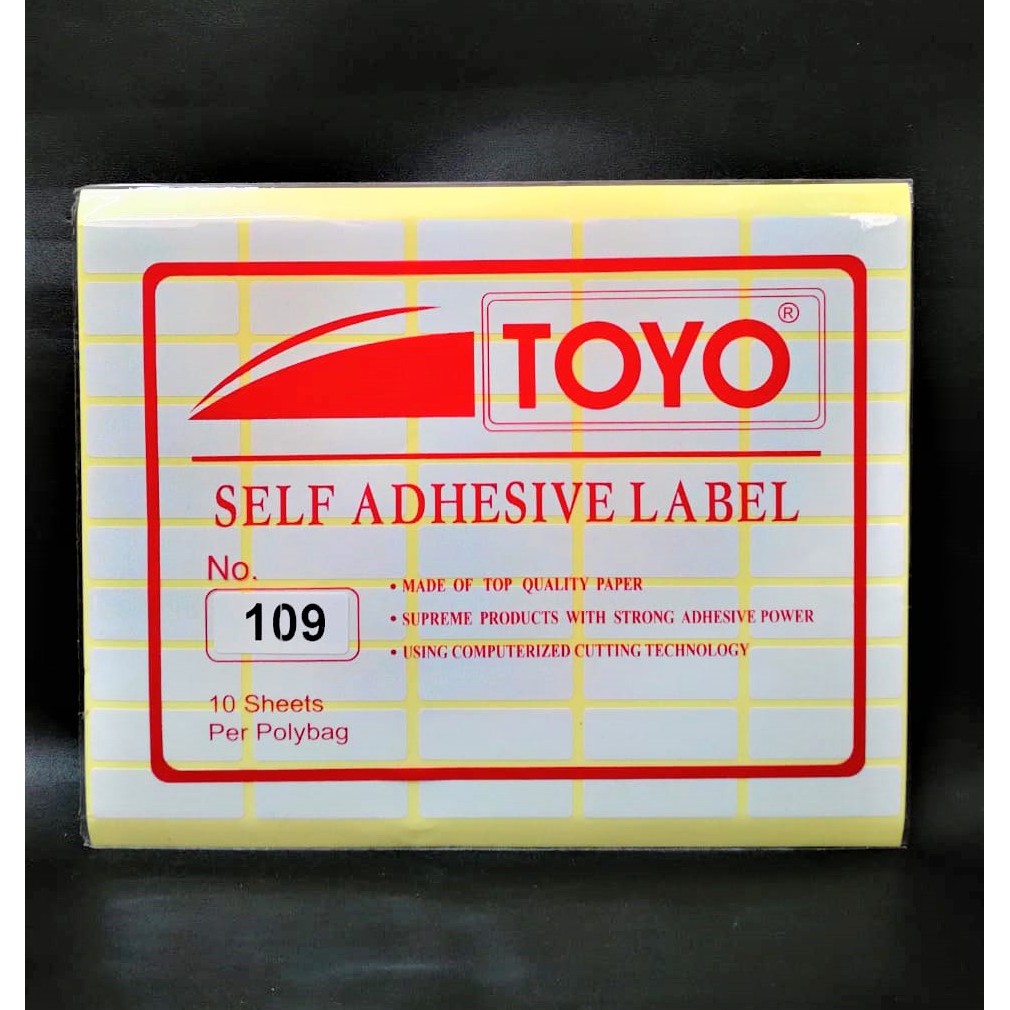 TOYO®
SELF ADHESIVE LABEL
No.
109
• MADE OF TOP QUALITY PAPER
• SUPREME PRODUCTS WITH STRONG ADHESIVE POWER
• USING COMPUTERIZED CUTTING TECHNOLOGY
10 Sheets
Per Polybag